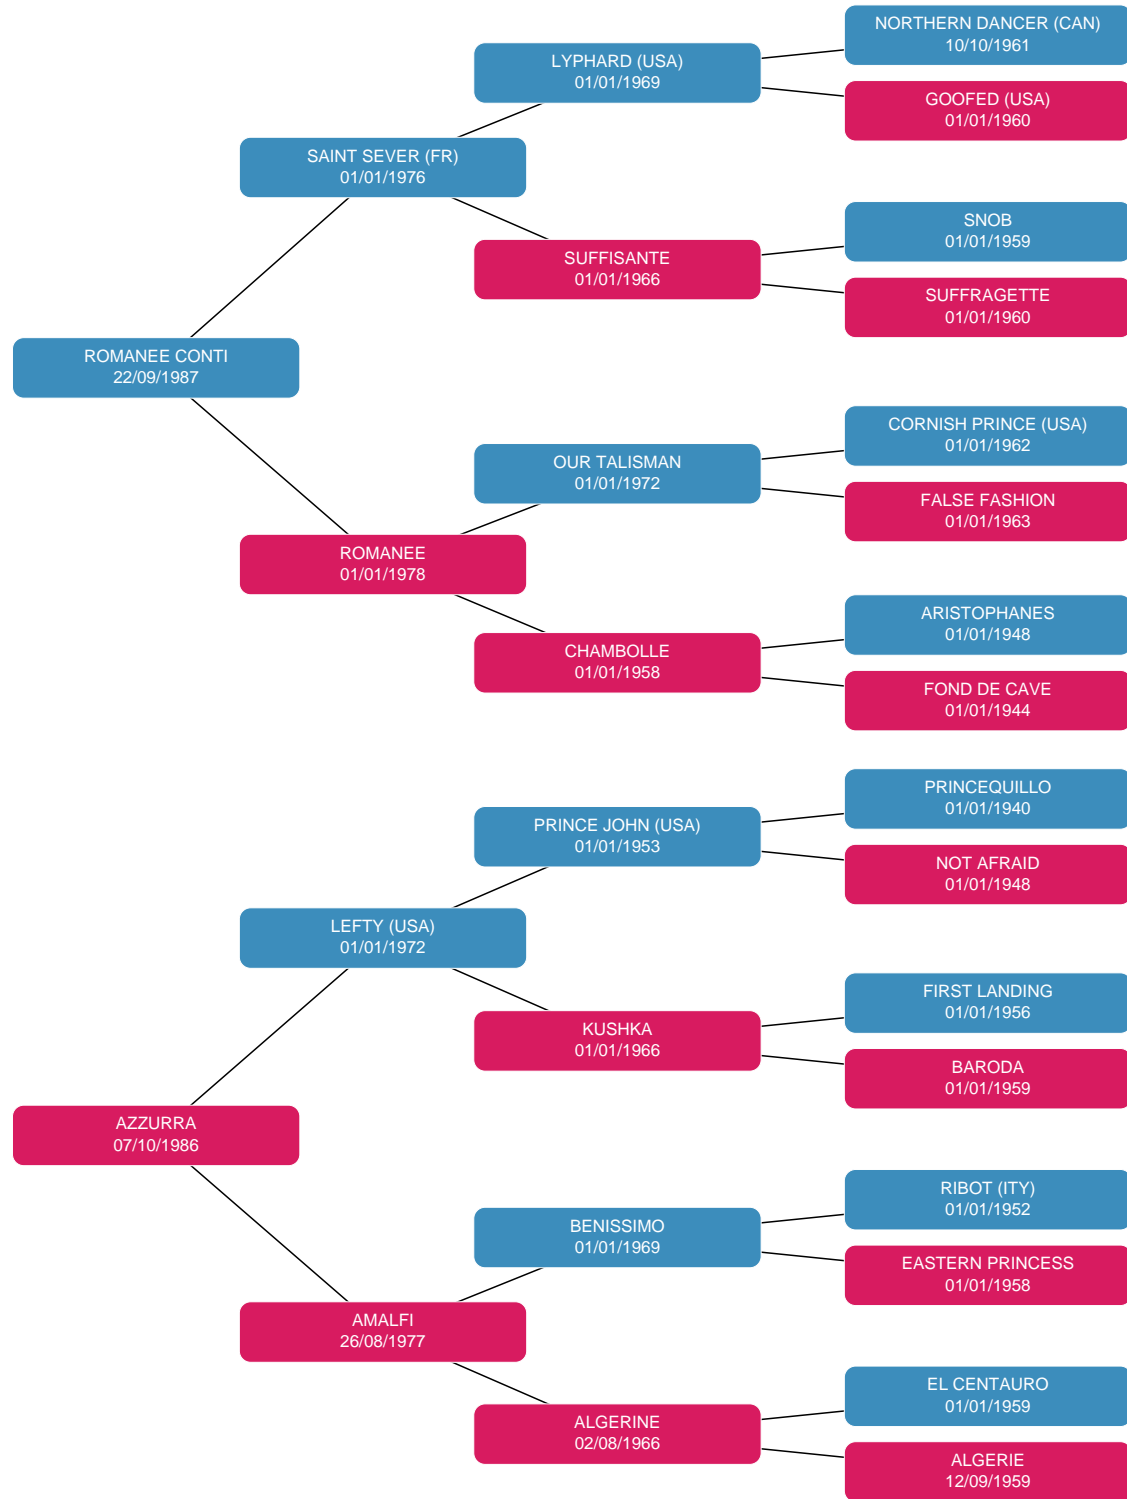 NORTHERN DANCER (CAN)
10/10/1961
LYPHARD (USA)
01/01/1969
GOOFED (USA)
01/01/1960
SAINT SEVER (FR)
01/01/1976
SNOB
01/01/1959
SUFFISANTE
01/01/1966
SUFFRAGETTE
01/01/1960
ROMANEE CONTI
22/09/1987
CORNISH PRINCE (USA)
01/01/1962
OUR TALISMAN
01/01/1972
FALSE FASHION
01/01/1963
ROMANEE
01/01/1978
ARISTOPHANES
01/01/1948
CHAMBOLLE
01/01/1958
FOND DE CAVE
01/01/1944
PRINCEQUILLO
01/01/1940
PRINCE JOHN (USA)
01/01/1953
NOT AFRAID
01/01/1948
LEFTY (USA)
01/01/1972
FIRST LANDING
01/01/1956
KUSHKA
01/01/1966
BARODA
01/01/1959
AZZURRA
07/10/1986
RIBOT (ITY)
01/01/1952
BENISSIMO
01/01/1969
EASTERN PRINCESS
01/01/1958
AMALFI
26/08/1977
EL CENTAURO
01/01/1959
ALGERINE
02/08/1966
ALGERIE
12/09/1959